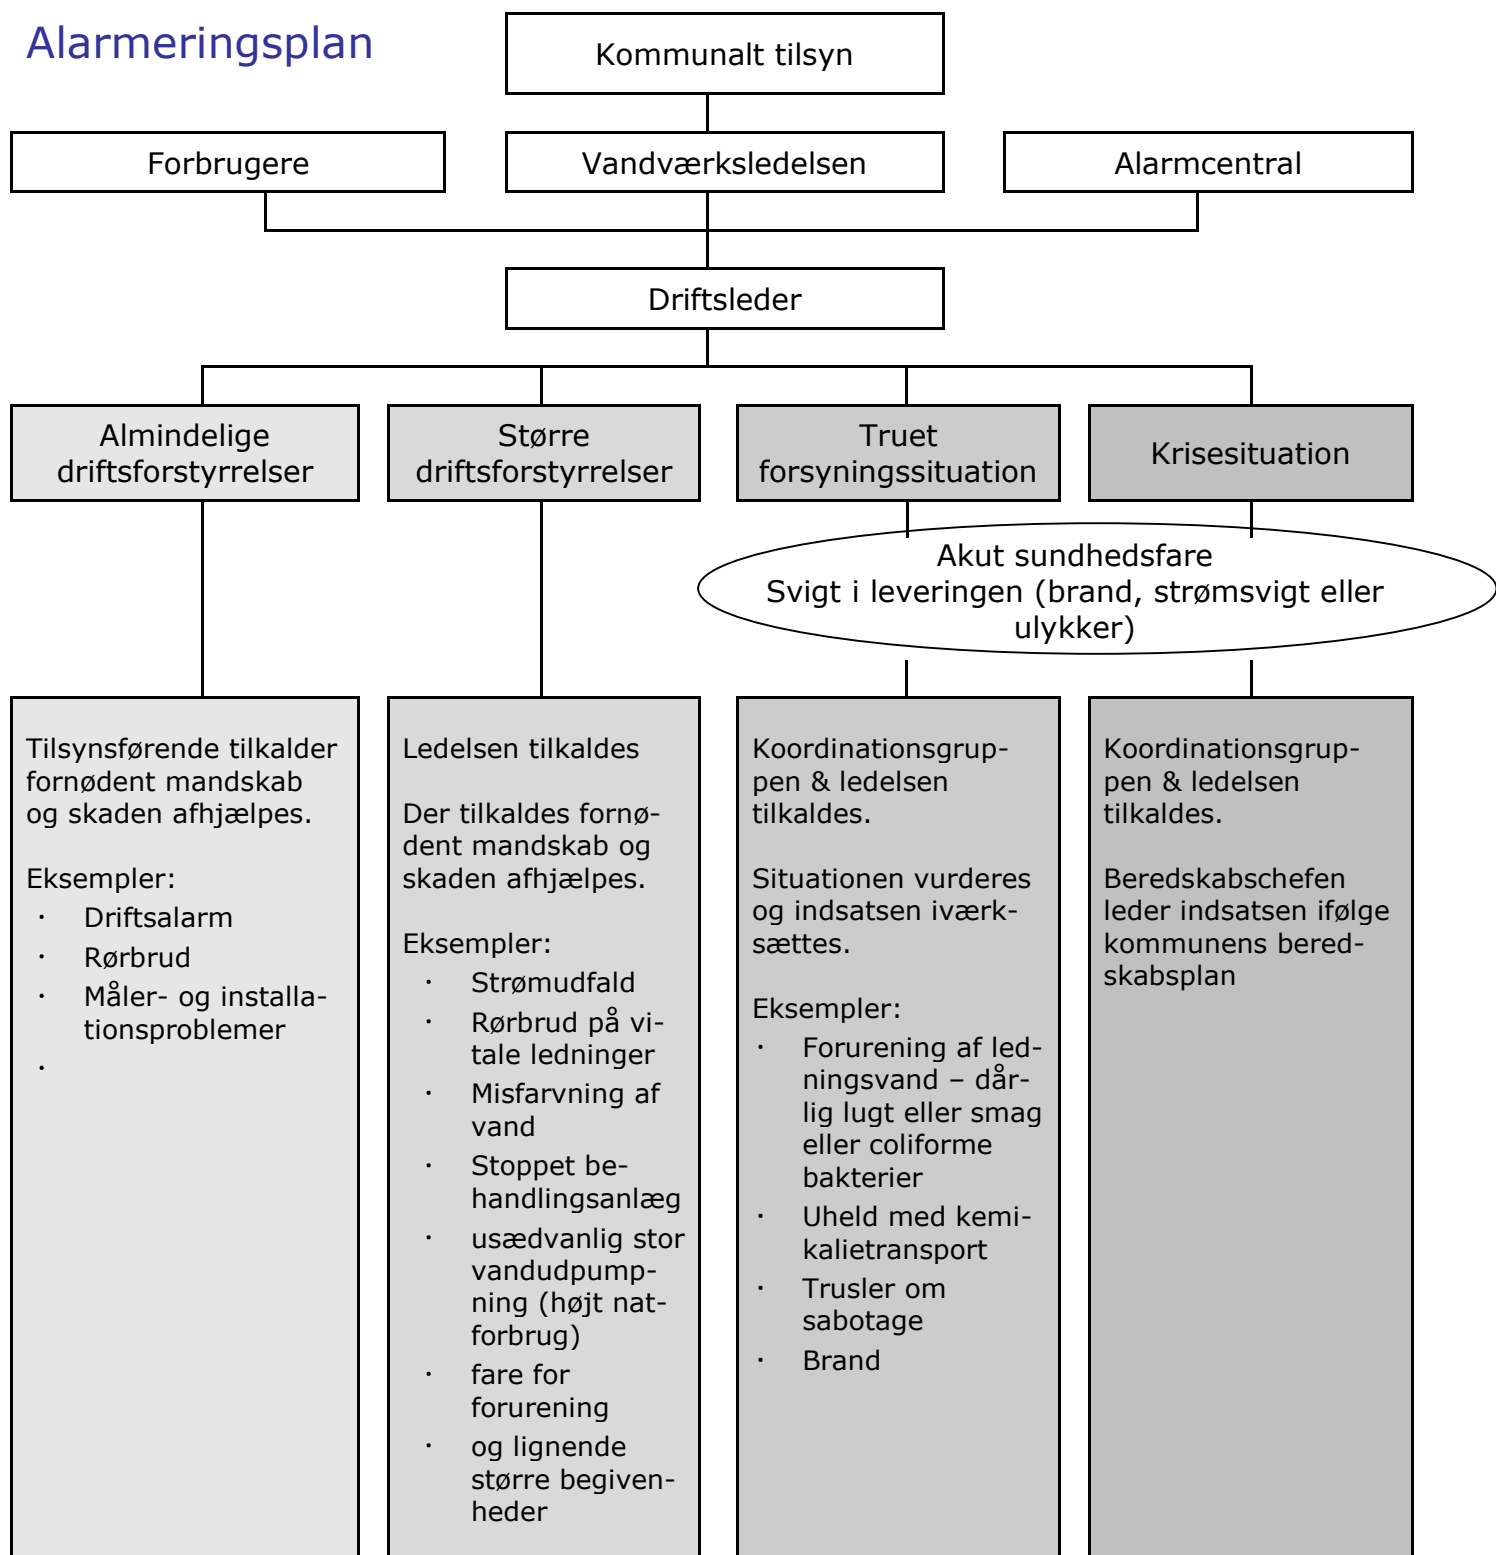 Alarmeringsplan
Kommunalt tilsyn
Forbrugere
Vandværksledelsen
Alarmcentral
Driftsleder
Almindelige
driftsforstyrrelser
Større
driftsforstyrrelser
Truet
forsyningssituation
Krisesituation
Akut sundhedsfare
Svigt i leveringen (brand, strømsvigt eller
ulykker)
Tilsynsførende tilkalder
fornødent mandskab
og skaden afhjælpes.
Eksempler:
· Driftsalarm
· Rørbrud
· Måler- og installa-
tionsproblemer
·
Ledelsen tilkaldes
Der tilkaldes fornø-
dent mandskab og
skaden afhjælpes.
Eksempler:
· Strømudfald
· Rørbrud på vi-
tale ledninger
· Misfarvning af
vand
· Stoppet be-
handlingsanlæg
· usædvanlig stor
vandudpump-
ning (højt nat-
forbrug)
· fare for
forurening
· og lignende
større begiven-
heder
Koordinationsgrup-
pen & ledelsen
tilkaldes.
Situationen vurderes
og indsatsen iværk-
sættes.
Eksempler:
· Forurening af led-
ningsvand – dår-
lig lugt eller smag
eller coliforme
bakterier
· Uheld med kemi-
kalietransport
· Trusler om
sabotage
· Brand
Koordinationsgrup-
pen & ledelsen
tilkaldes.
Beredskabschefen
leder indsatsen ifølge
kommunens bered-
skabsplan